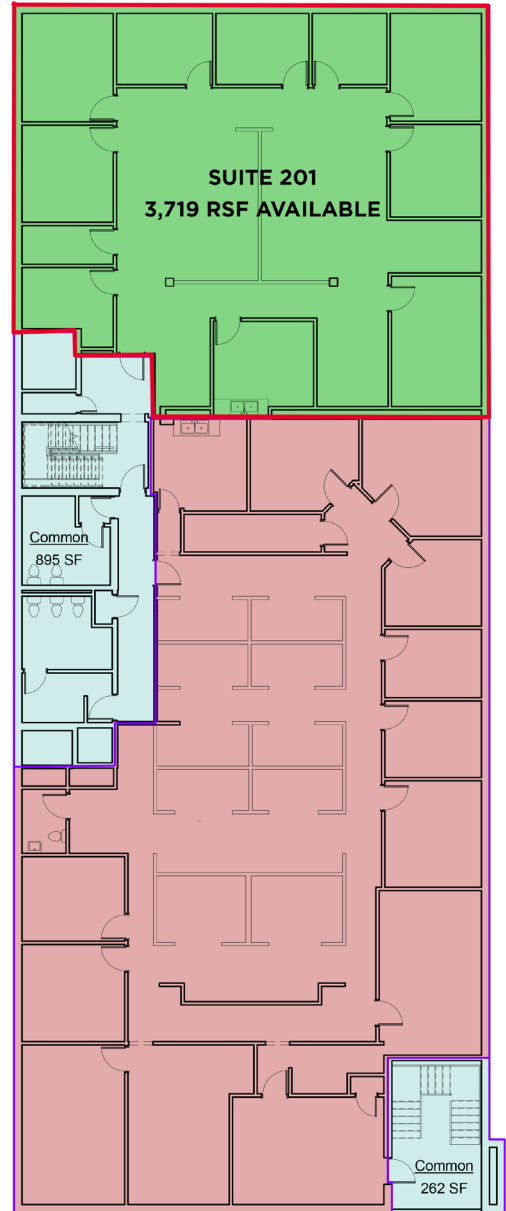 SUITE 201
3,719 RSF AVAILABLE
Common
895 SF
Common
262 SF